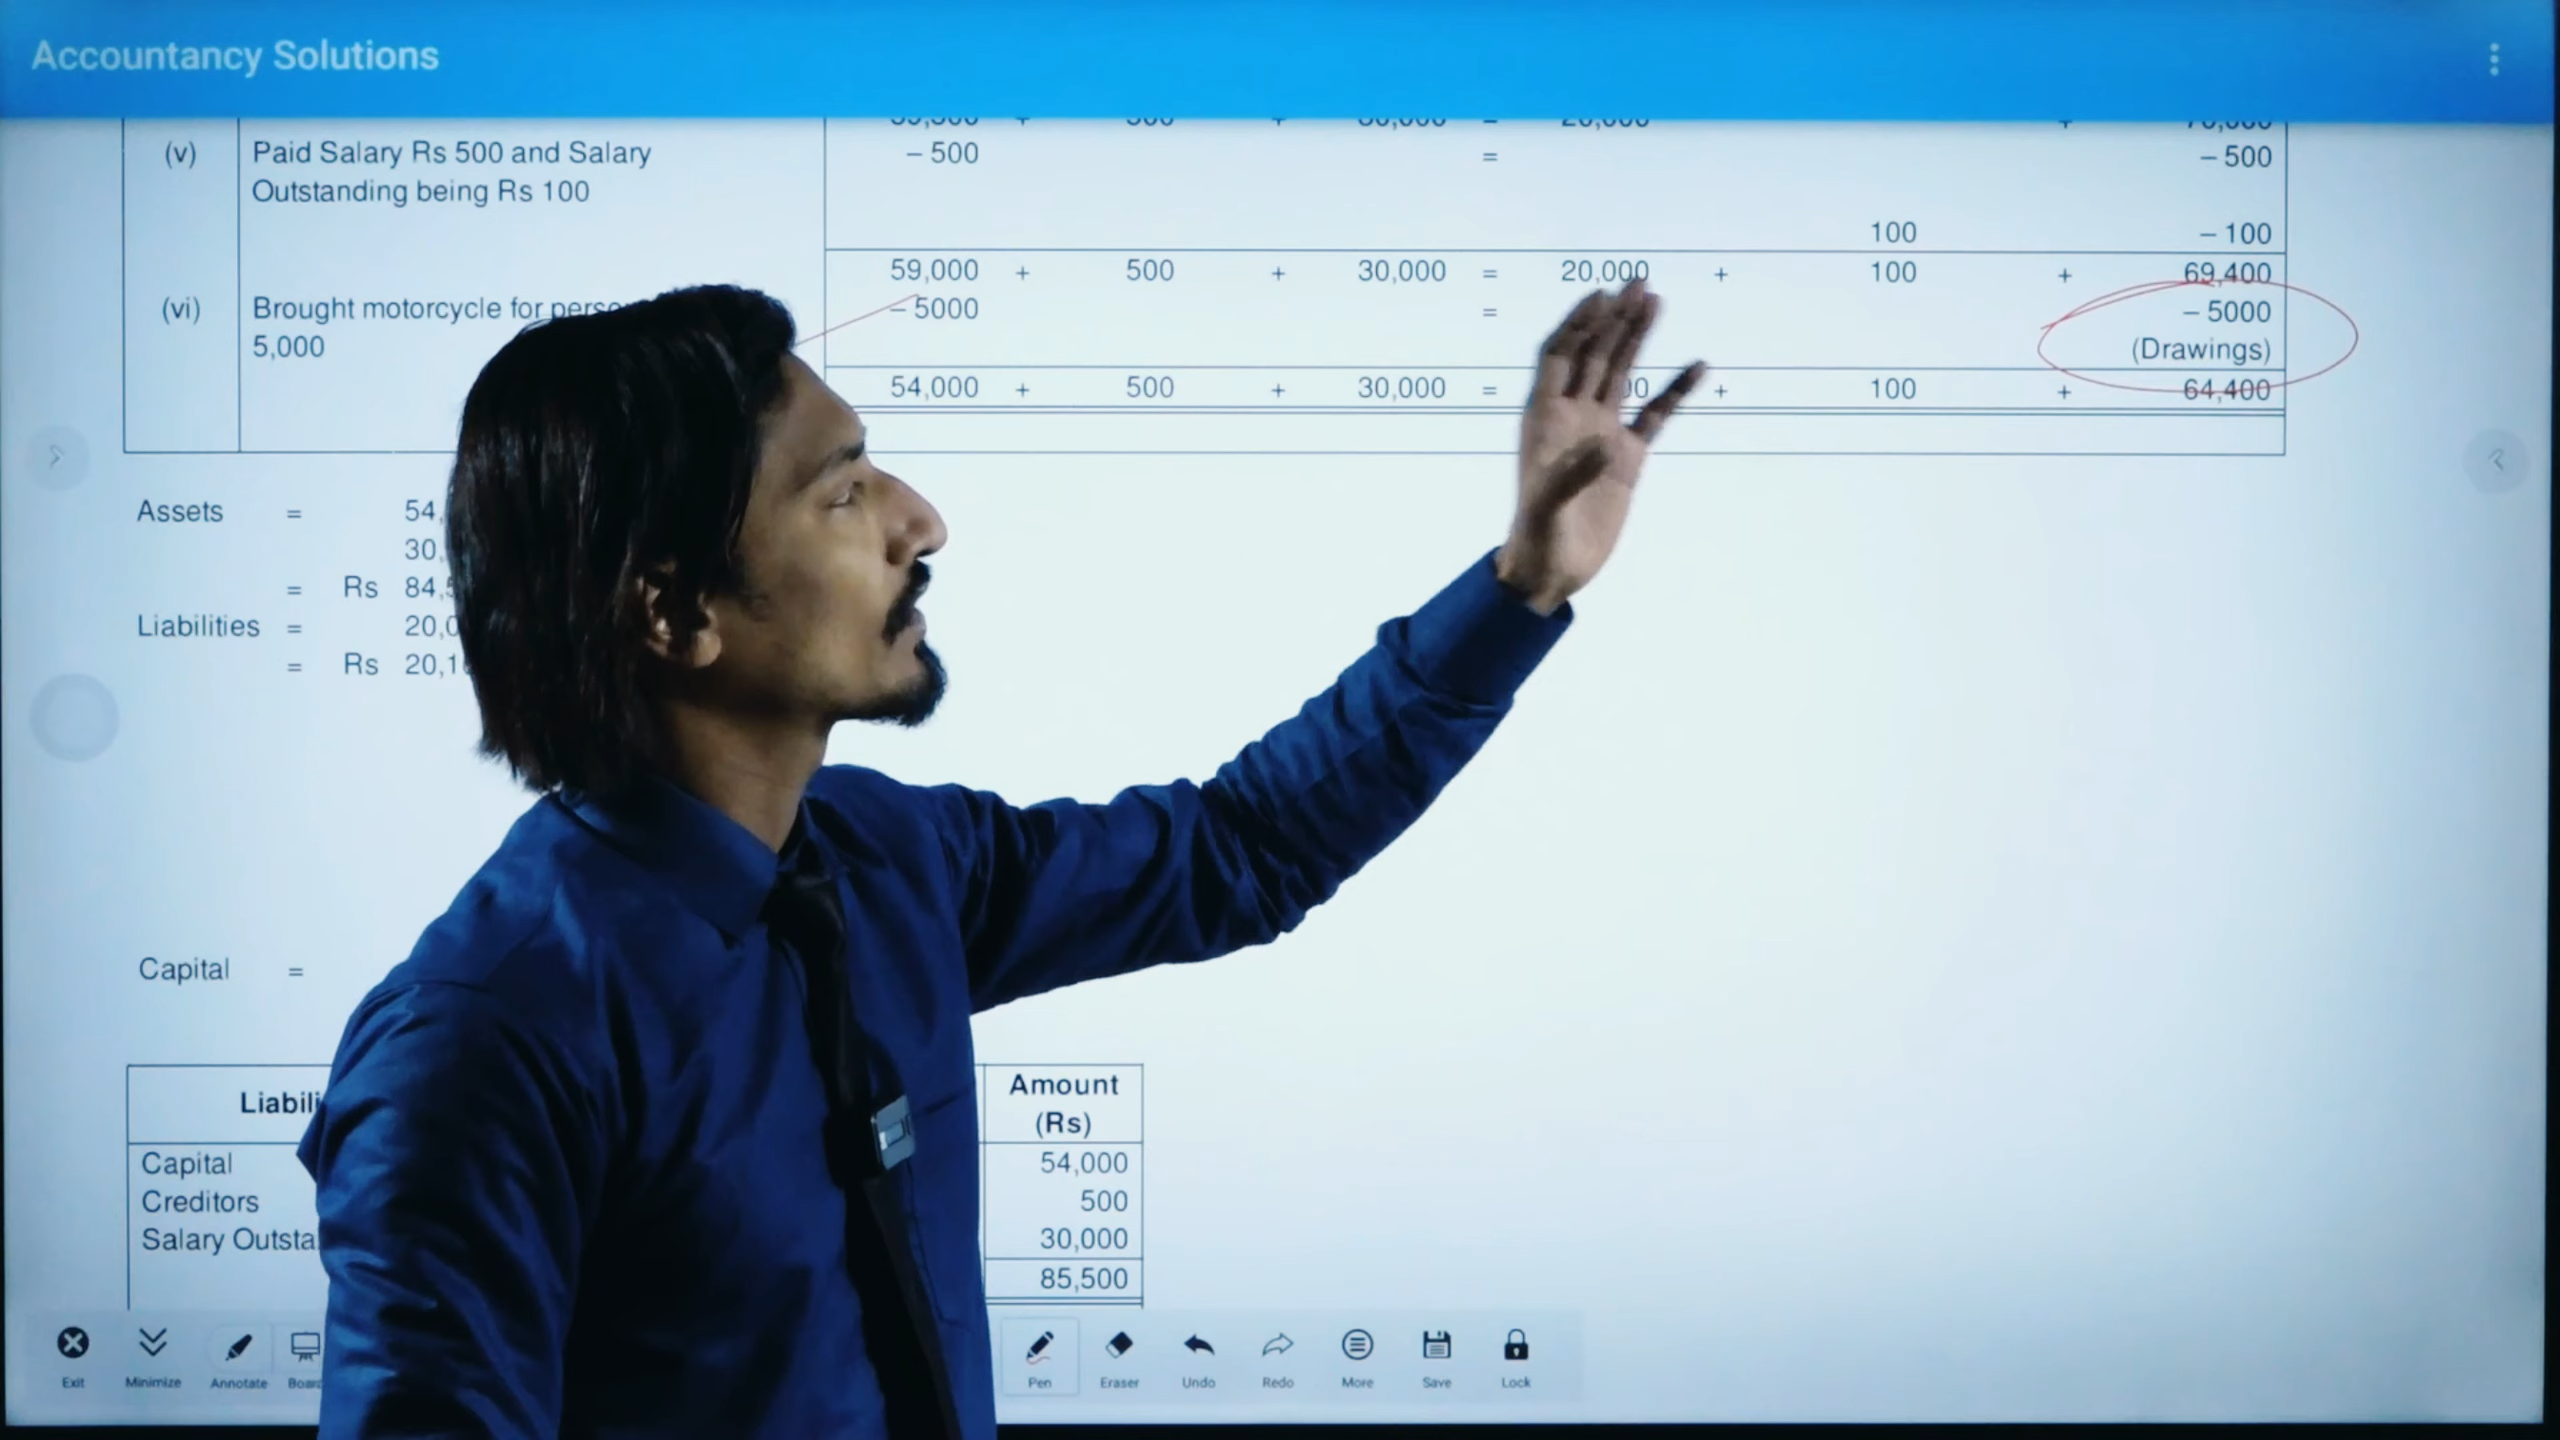 Accountancy Solutions
(v) Paid Salary Rs 500 and Salary – 500 = – 500
Outstanding being Rs 100
100 – 100
59,000 + 500 + 30,000 = 20,000 + 100 + 69,400
(vi) Brought motorcycle for – 5000 = – 5000
5,000 (Drawings)
54,000 + 500 + 30,000 = + 100 + 64,400
Assets = 54,
30,
= Rs 84,
Liabilities = 20,0
= Rs 20,1
Capital =
Amount
(Rs)
Capital 54,000
Creditors 500
Salary 30,000
85,500
Exit Minimize Annotate Pen Eraser Undo Redo More Save Lock